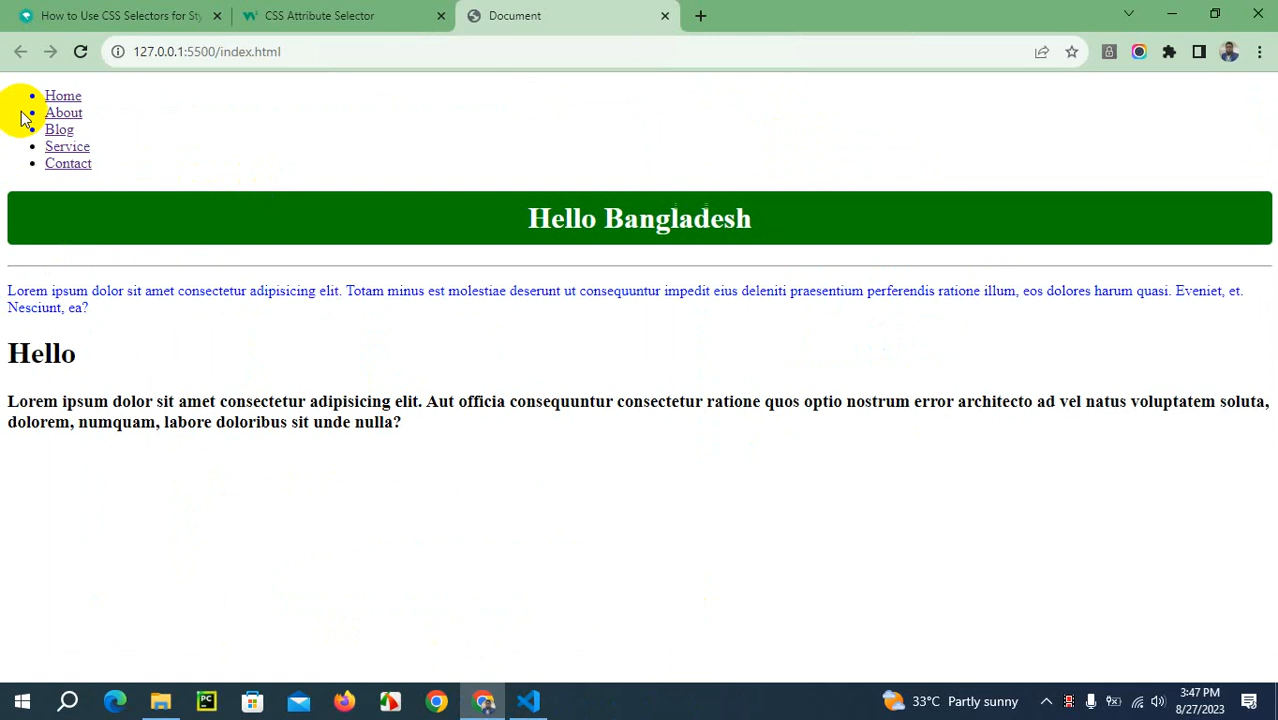 How to Use CSS Selectors for Sty
CSS Attribute Selector
Document
127.0.0.1:5500/index.html
Home
About
Blog
Service
Contact
Hello Bangladesh
Lorem ipsum dolor sit amet consectetur adipisicing elit. Totam minus est molestiae deserunt ut consequuntur impedit eius deleniti praesentium perferendis ratione illum, eos dolores harum quasi. Eveniet, et.
Nesciunt, ea?
Hello
Lorem ipsum dolor sit amet consectetur adipisicing elit. Aut officia consequuntur consectetur ratione quos optio nostrum error architecto ad vel natus voluptatem soluta,
dolorem, numquam, labore doloribus sit unde nulla?
PC
33°C Partly sunny
3:47 PM
8/27/2023